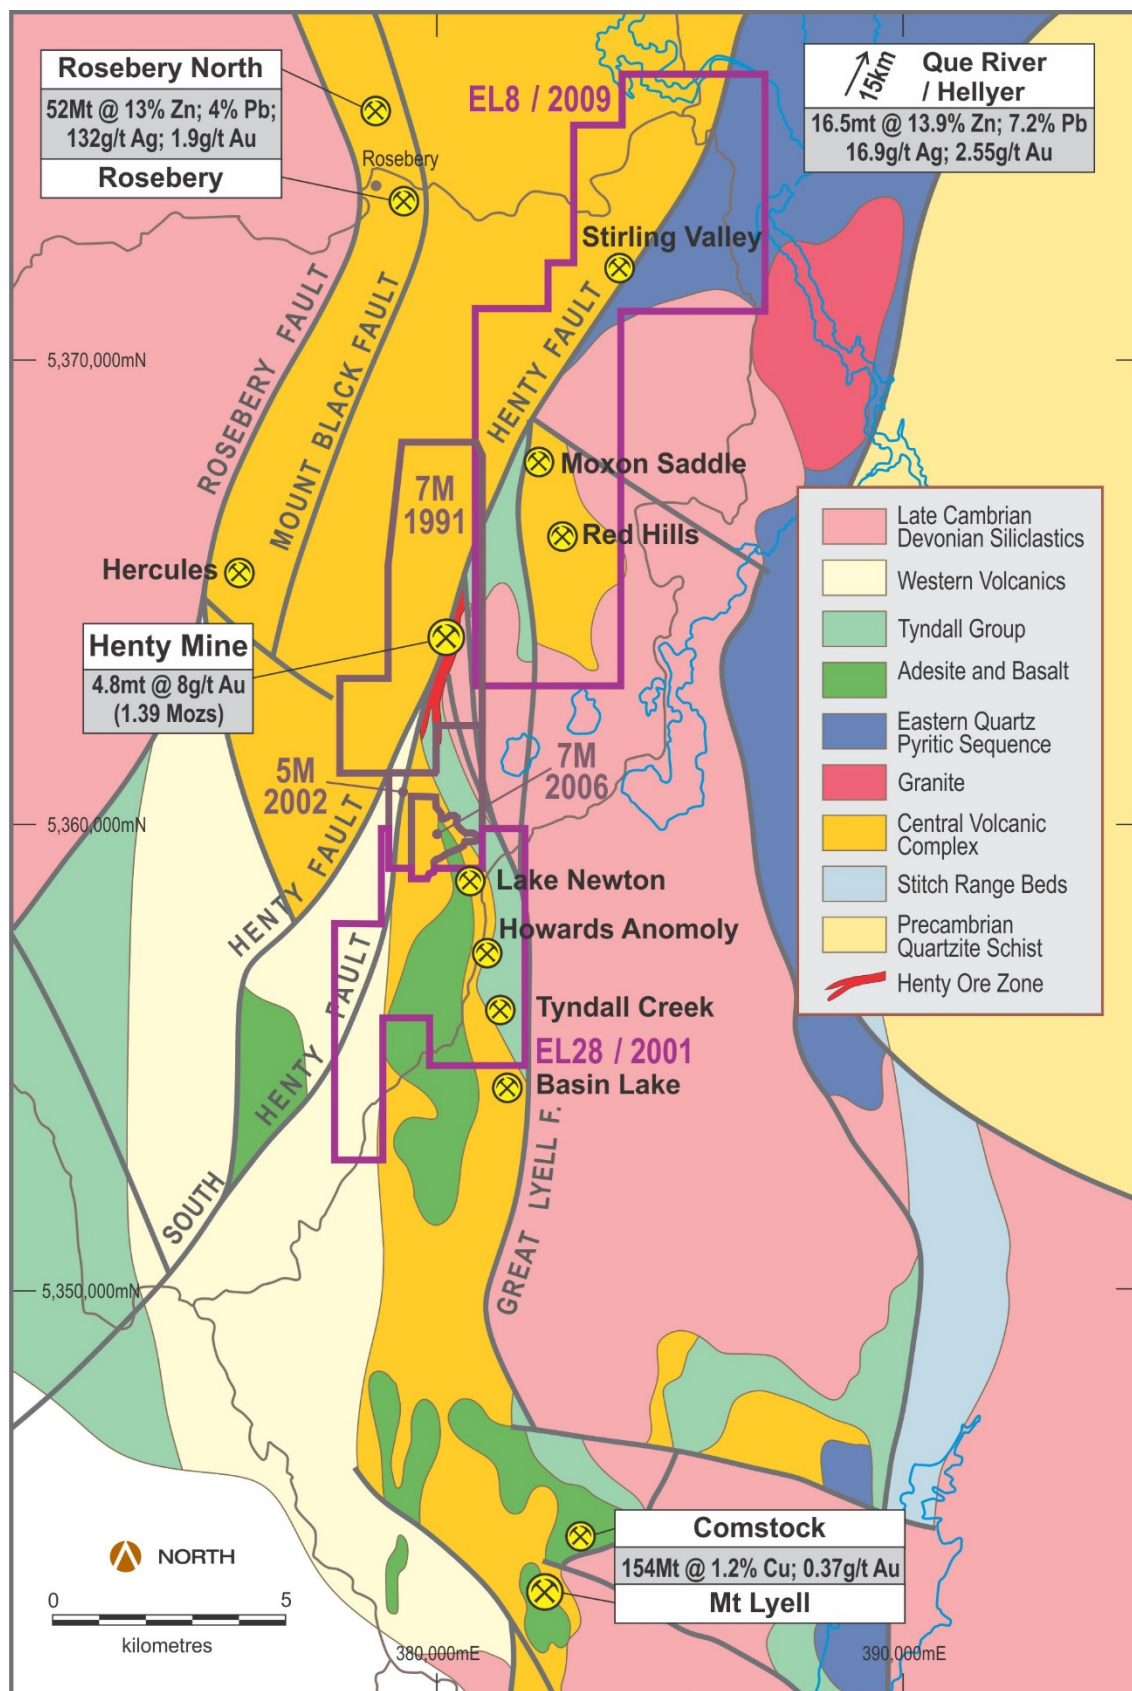 Rosebery North
52Mt @ 13% Zn; 4% Pb;
132g/t Ag; 1.9g/t Au
Rosebery
Rosebery
EL8 / 2009
15km
Que River
/ Hellyer
16.5mt @ 13.9% Zn; 7.2% Pb
16.9g/t Ag; 2.55g/t Au
Stirling Valley
ROSEBERY FAULT
MOUNT BLACK FAULT
HENTY FAULT
5,370,000mN
7M
1991
Moxon Saddle
Red Hills
Hercules
Henty Mine
4.8mt @ 8g/t Au
(1.39 Mozs)
Late Cambrian
Devonian Siliclastics
Western Volcanics
Tyndall Group
Adesite and Basalt
Eastern Quartz
Pyritic Sequence
Granite
Central Volcanic
Complex
Stitch Range Beds
Precambrian
Quartzite Schist
Henty Ore Zone
5M
2002
7M
2006
5,360,000mN
HENTY FAULT
Lake Newton
Howards Anomoly
Tyndall Creek
EL28 / 2001
Basin Lake
SOUTH HENTY FAULT
GREAT LYELL F.
5,350,000mN
Comstock
154Mt @ 1.2% Cu; 0.37g/t Au
Mt Lyell
NORTH
0 5
kilometres
380,000mE
390,000mE